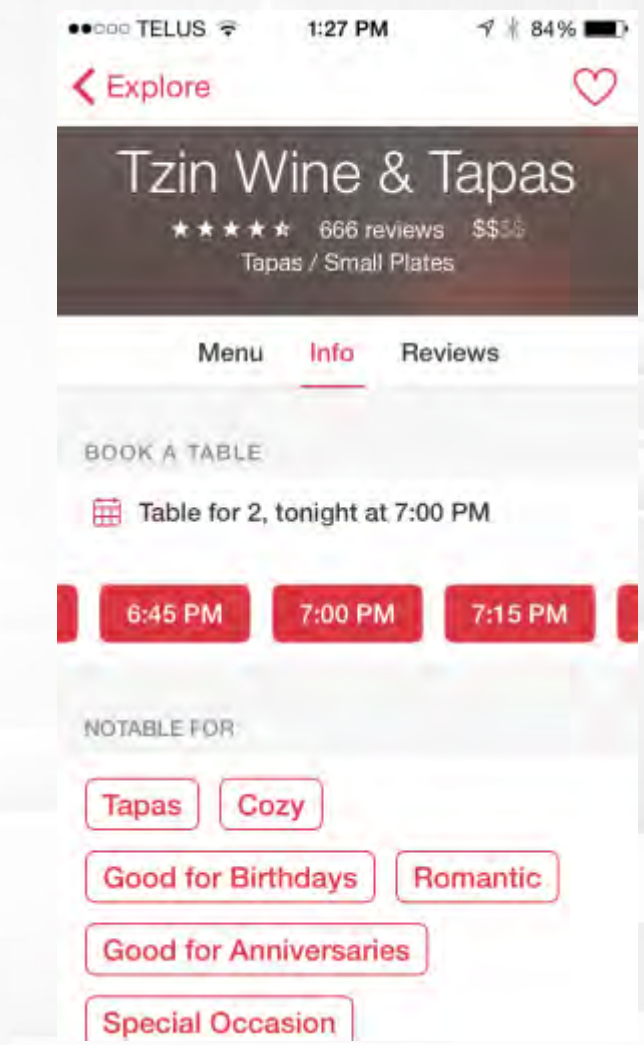 TELUS 1:27 PM 84%
Explore
Tzin Wine & Tapas
666 reviews $$$$
Tapas / Small Plates
Menu Info Reviews
BOOK A TABLE
Table for 2, tonight at 7:00 PM
6:45 PM 7:00 PM 7:15 PM
NOTABLE FOR
Tapas Cozy
Good for Birthdays Romantic
Good for Anniversaries
Special Occasion